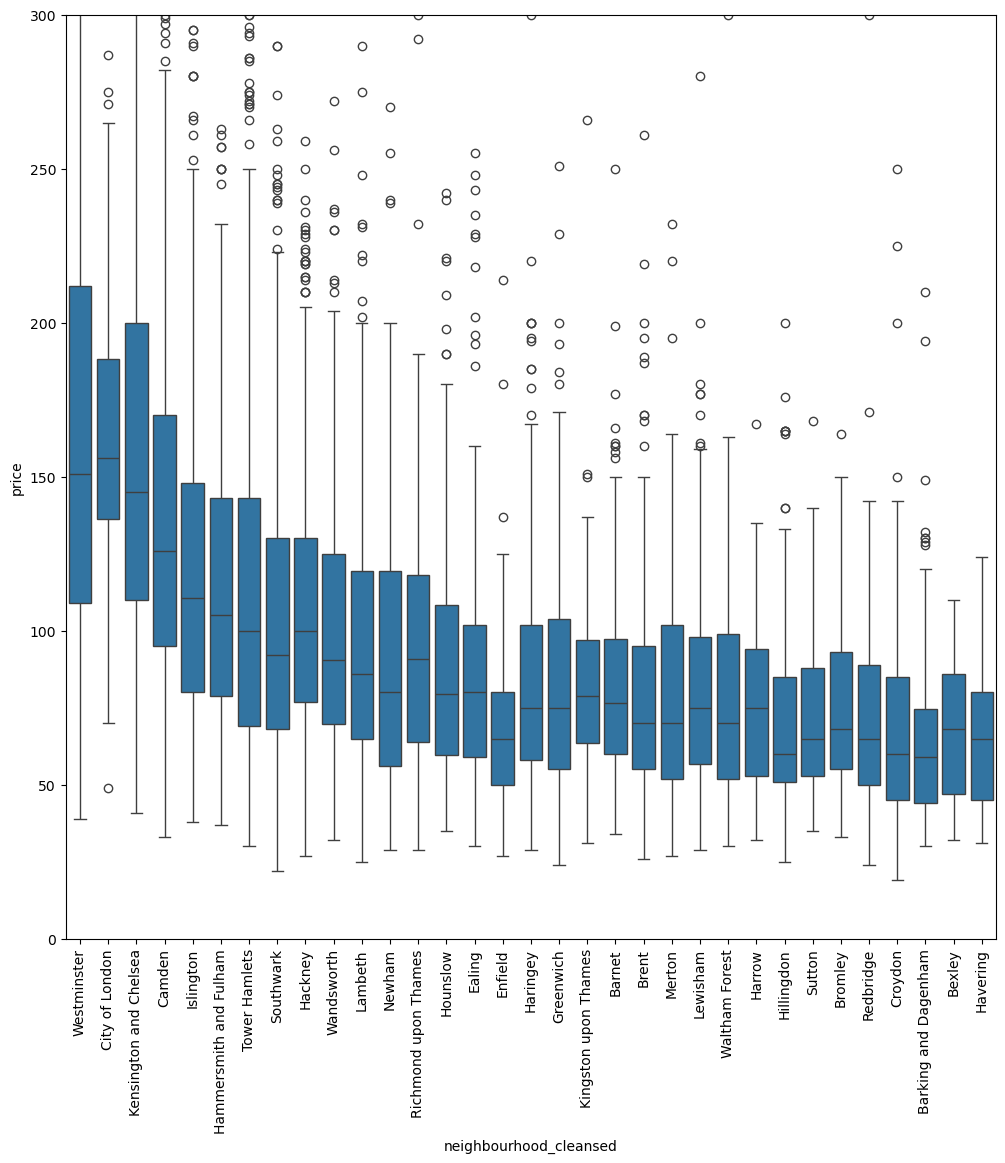 300
250
200
150
100
50
0
price
Westminster
City of London
Kensington and Chelsea
Camden
Islington
Hammersmith and Fulham
Tower Hamlets
Southwark
Hackney
Wandsworth
Lambeth
Newham
Richmond upon Thames
Hounslow
Ealing
Enfield
Haringey
Greenwich
Kingston upon Thames
Barnet
Brent
Merton
Lewisham
Waltham Forest
Harrow
Hillingdon
Sutton
Bromley
Redbridge
Croydon
Barking and Dagenham
Bexley
Havering
neighbourhood_cleansed